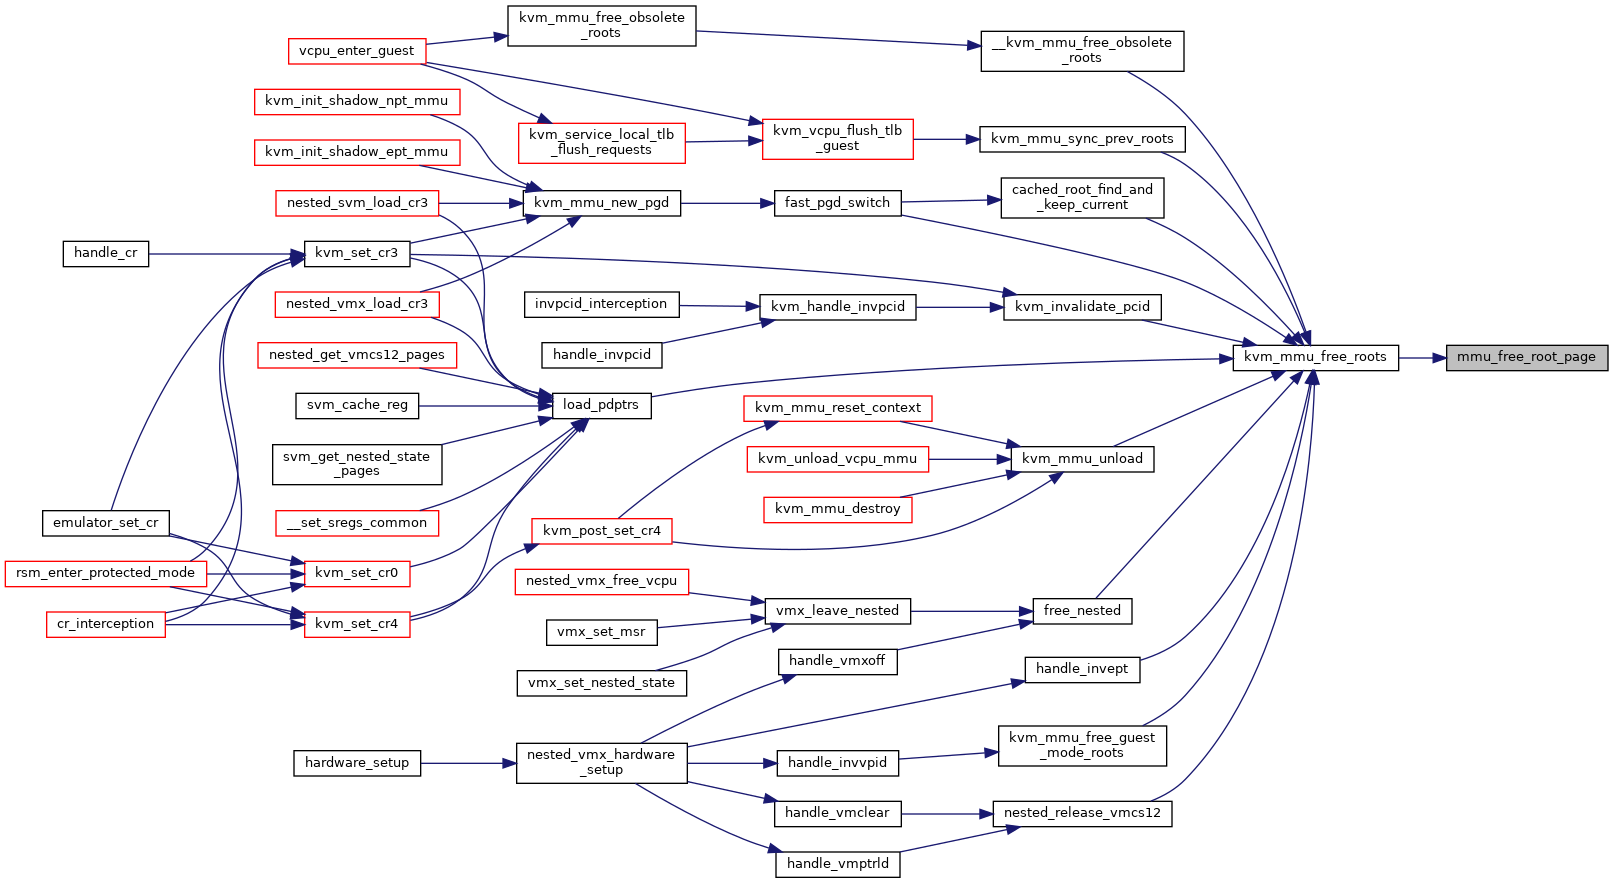 kvm_mmu_free_obsolete
_roots
vcpu_enter_guest
__kvm_mmu_free_obsolete
_roots
kvm_init_shadow_npt_mmu
kvm_service_local_tlb
_flush_requests
kvm_vcpu_flush_tlb
_guest
kvm_mmu_sync_prev_roots
kvm_init_shadow_ept_mmu
nested_svm_load_cr3
kvm_mmu_new_pgd
fast_pgd_switch
cached_root_find_and
_keep_current
handle_cr
kvm_set_cr3
nested_vmx_load_cr3
invpcid_interception
kvm_handle_invpcid
kvm_invalidate_pcid
nested_get_vmcs12_pages
handle_invpcid
kvm_mmu_free_roots
mmu_free_root_page
svm_cache_reg
load_pdptrs
kvm_mmu_reset_context
svm_get_nested_state
_pages
kvm_unload_vcpu_mmu
kvm_mmu_unload
kvm_mmu_destroy
emulator_set_cr
__set_sregs_common
kvm_post_set_cr4
rsm_enter_protected_mode
kvm_set_cr0
nested_vmx_free_vcpu
cr_interception
kvm_set_cr4
vmx_set_msr
vmx_leave_nested
free_nested
vmx_set_nested_state
handle_vmxoff
handle_invept
hardware_setup
nested_vmx_hardware
_setup
handle_invvpid
kvm_mmu_free_guest
_mode_roots
handle_vmclear
nested_release_vmcs12
handle_vmptrld